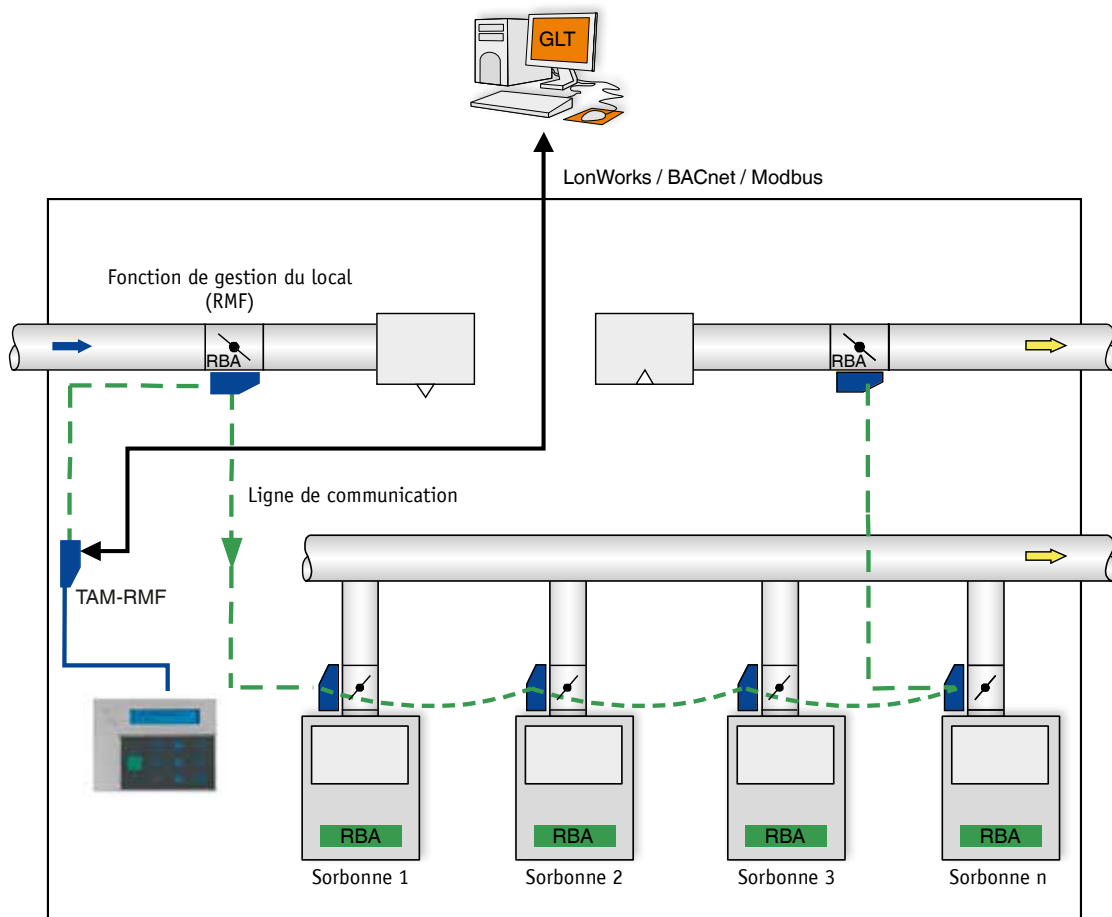 GLT
LonWorks / BACnet / Modbus
Fonction de gestion du local
(RMF)
RBA
RBA
Ligne de communication
TAM-RMF
RBA
RBA
RBA
RBA
Sorbonne 1
Sorbonne 2
Sorbonne 3
Sorbonne n